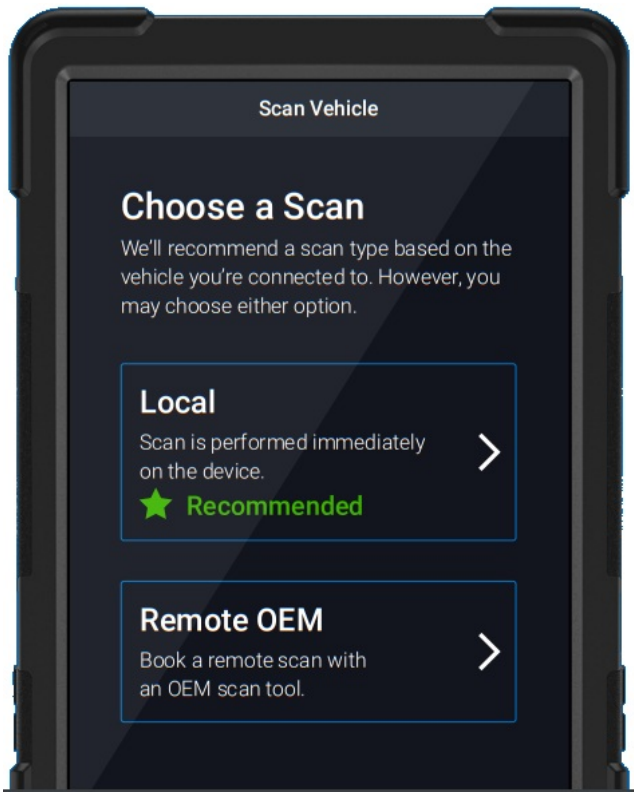 Scan Vehicle
Choose a Scan
We'll recommend a scan type based on the
vehicle you're connected to. However, you
may choose either option.
Local
Scan is performed immediately
on the device.
Recommended
Remote OEM
Book a remote scan with
an OEM scan tool.